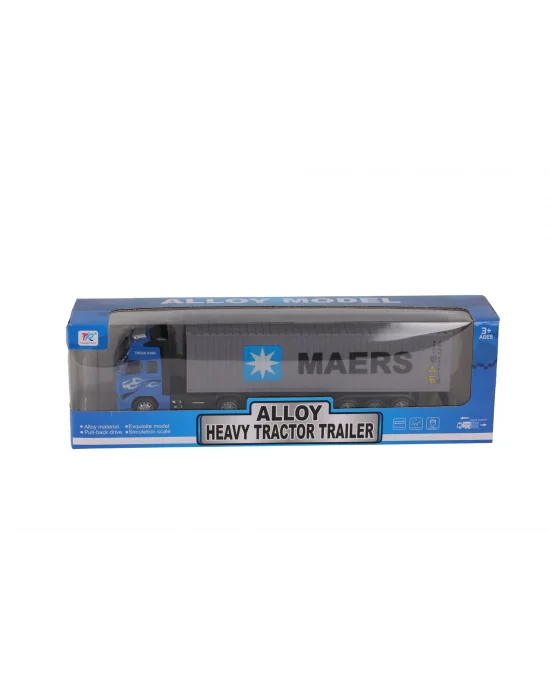 ALLOY MODEL
3+
AGES
MAERS
• Alloy material • Exquisite model
• Pull-back drive • Simulation scale
ALLOY
HEAVY TRACTOR TRAILER